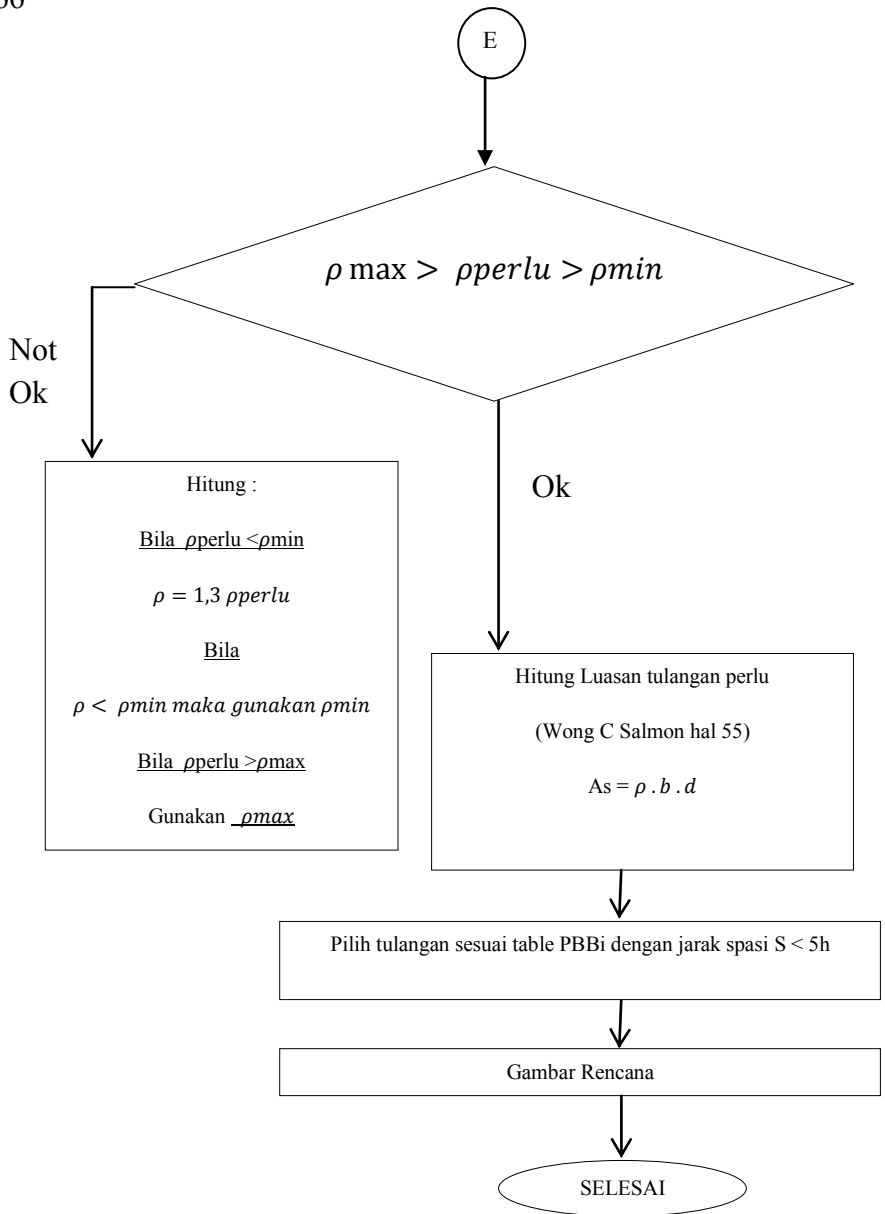 E
𝜌 max > 𝜌perlu > 𝜌min
Not
Ok
Hitung :
Bila 𝜌perlu <𝜌min
𝜌 = 1,3 𝜌perlu
Bila
𝜌 < 𝜌min maka gunakan 𝜌min
Bila 𝜌perlu >𝜌max
Gunakan 𝜌max
Ok
Hitung Luasan tulangan perlu
(Wong C Salmon hal 55)
As = 𝜌 . b . d
Pilih tulangan sesuai table PBBi dengan jarak spasi S < 5h
Gambar Rencana
SELESAI